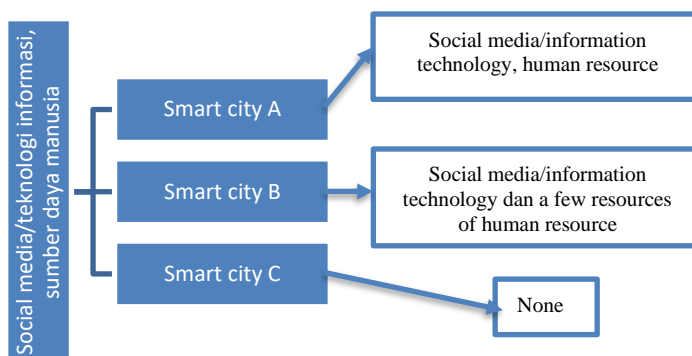 Social media/teknologi informasi,
sumber daya manusia
Smart city A
Social media/information
technology, human resource
Smart city B
Social media/information
technology dan a few resources
of human resource
Smart city C
None